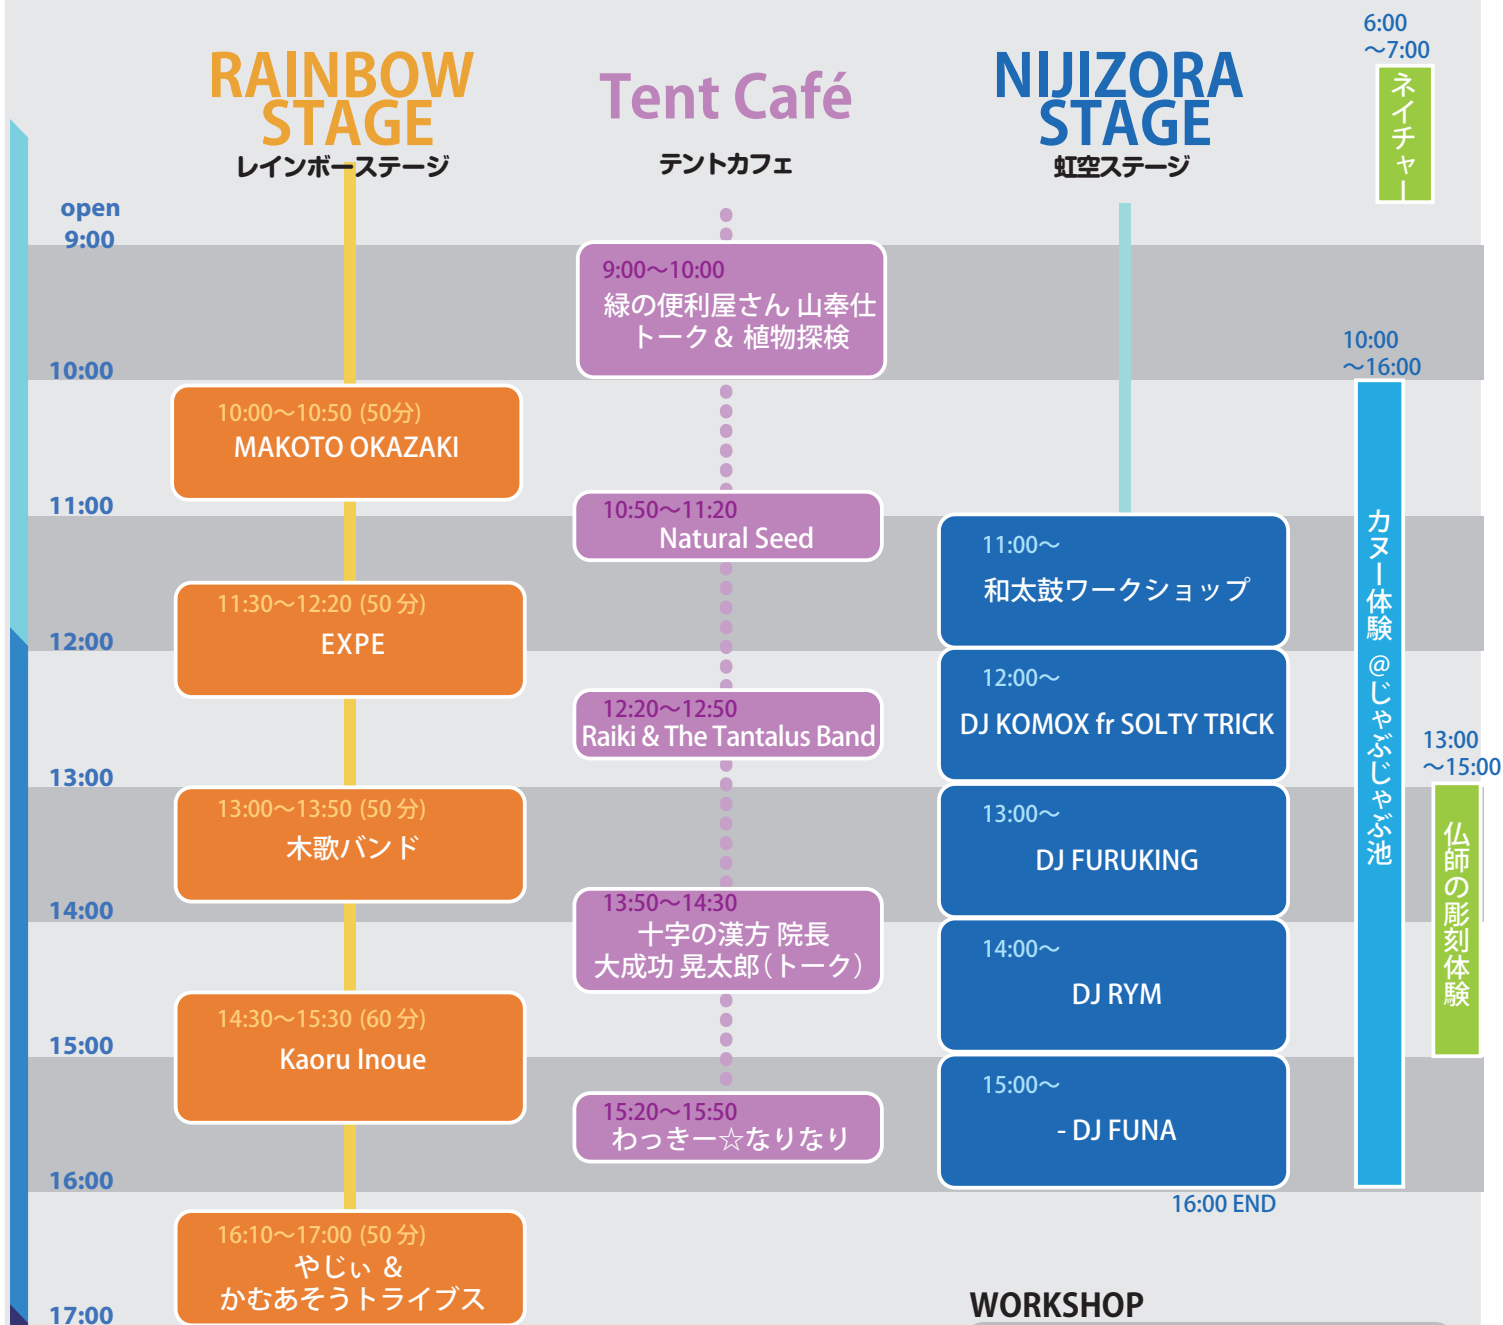 RAINBOW
STAGE
レインボーステージ
Tent Café
テントカフェ
NIJIZORA
STAGE
虹空ステージ
6:00
～7:00
ネイチャー
open
9:00
10:00
11:00
12:00
13:00
14:00
15:00
16:00
17:00
10:00～10:50 (50分)
MAKOTO OKAZAKI
11:30～12:20 (50 分)
EXPE
13:00～13:50 (50 分)
木歌バンド
14:30～15:30 (60 分)
Kaoru Inoue
16:10～17:00 (50 分)
やじぃ &
かむあそうトライブス
9:00～10:00
緑の便利屋さん 山奉仕
トーク& 植物探検
10:50～11:20
Natural Seed
12:20～12:50
Raiki & The Tantalus Band
13:50～14:30
十字の漢方 院長
大成功 晃太郎（トーク）
15:20～15:50
わっきー☆なりなり
11:00～
和太鼓ワークショップ
12:00～
DJ KOMOX fr SOLTY TRICK
13:00～
DJ FURUKING
14:00～
DJ RYM
15:00～
- DJ FUNA
16:00 END
10:00
～16:00
カヌー体験 @じゃぶじゃぶ池
13:00
～15:00
仏師の彫刻体験
WORKSHOP